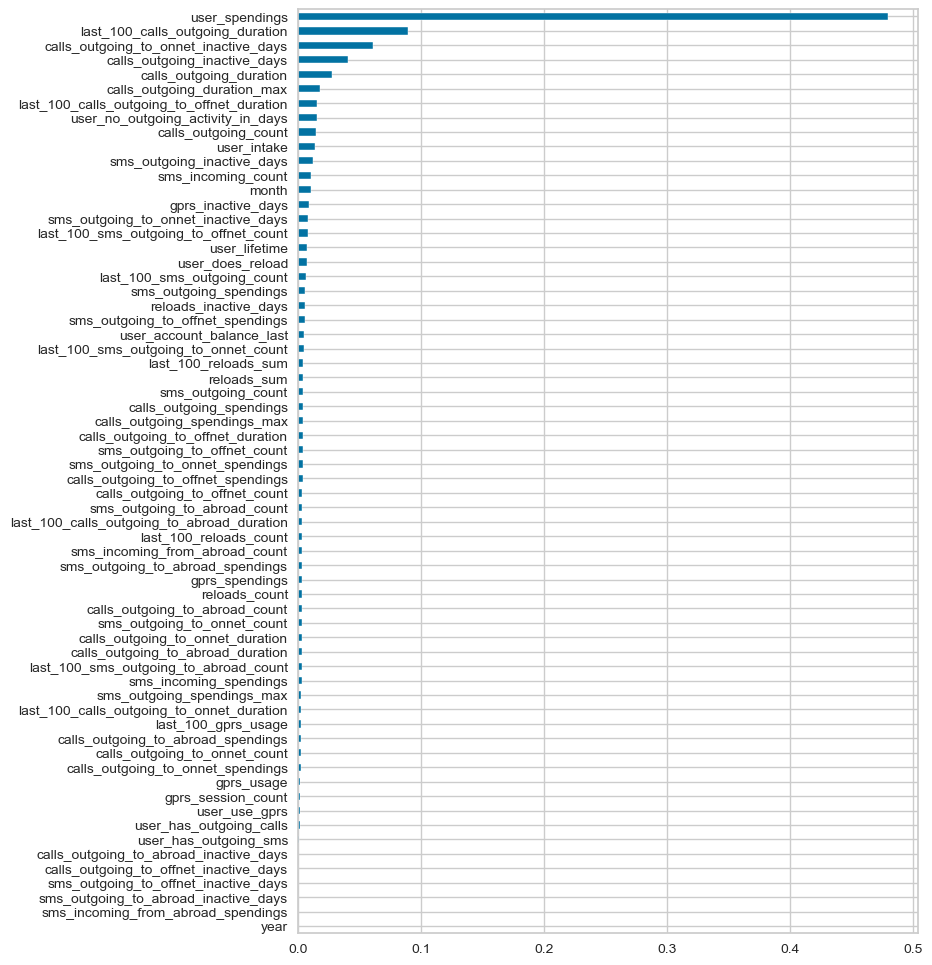 user_spendings
last_100_calls_outgoing_duration
calls_outgoing_to_onnet_inactive_days
calls_outgoing_inactive_days
calls_outgoing_duration
calls_outgoing_duration_max
last_100_calls_outgoing_to_offnet_duration
user_no_outgoing_activity_in_days
calls_outgoing_count
user_intake
sms_outgoing_inactive_days
sms_incoming_count
month
gprs_inactive_days
sms_outgoing_to_onnet_inactive_days
last_100_sms_outgoing_to_offnet_count
user_lifetime
user_does_reload
last_100_sms_outgoing_count
sms_outgoing_spendings
reloads_inactive_days
sms_outgoing_to_offnet_spendings
user_account_balance_last
last_100_sms_outgoing_to_onnet_count
last_100_reloads_sum
reloads_sum
sms_outgoing_count
calls_outgoing_spendings
calls_outgoing_spendings_max
calls_outgoing_to_offnet_duration
sms_outgoing_to_offnet_count
sms_outgoing_to_onnet_spendings
calls_outgoing_to_offnet_spendings
calls_outgoing_to_offnet_count
sms_outgoing_to_abroad_count
last_100_calls_outgoing_to_abroad_duration
last_100_reloads_count
sms_incoming_from_abroad_count
sms_outgoing_to_abroad_spendings
gprs_spendings
reloads_count
calls_outgoing_to_abroad_count
sms_outgoing_to_onnet_count
calls_outgoing_to_onnet_duration
calls_outgoing_to_abroad_duration
last_100_sms_outgoing_to_abroad_count
sms_incoming_spendings
sms_outgoing_spendings_max
last_100_calls_outgoing_to_onnet_duration
last_100_gprs_usage
calls_outgoing_to_abroad_spendings
calls_outgoing_to_onnet_count
calls_outgoing_to_onnet_spendings
gprs_usage
gprs_session_count
user_use_gprs
user_has_outgoing_calls
user_has_outgoing_sms
calls_outgoing_to_abroad_inactive_days
calls_outgoing_to_offnet_inactive_days
sms_outgoing_to_offnet_inactive_days
sms_outgoing_to_abroad_inactive_days
sms_incoming_from_abroad_spendings
year
0.0 0.1 0.2 0.3 0.4 0.5